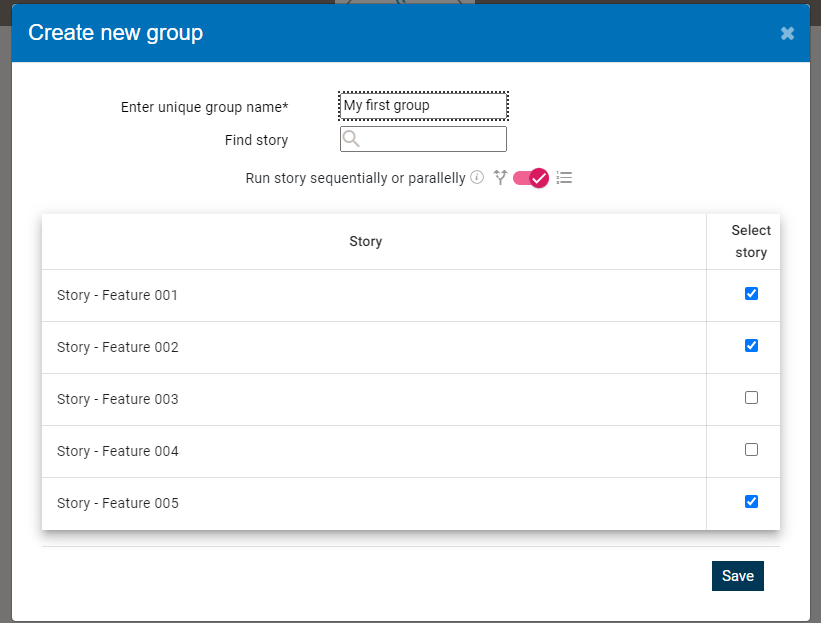 Create new group
Enter unique group name*
My first group
Find story
Run story sequentially or parallelly
Story
Select
story
Story - Feature 001
Story - Feature 002
Story - Feature 003
Story - Feature 004
Story - Feature 005
Save